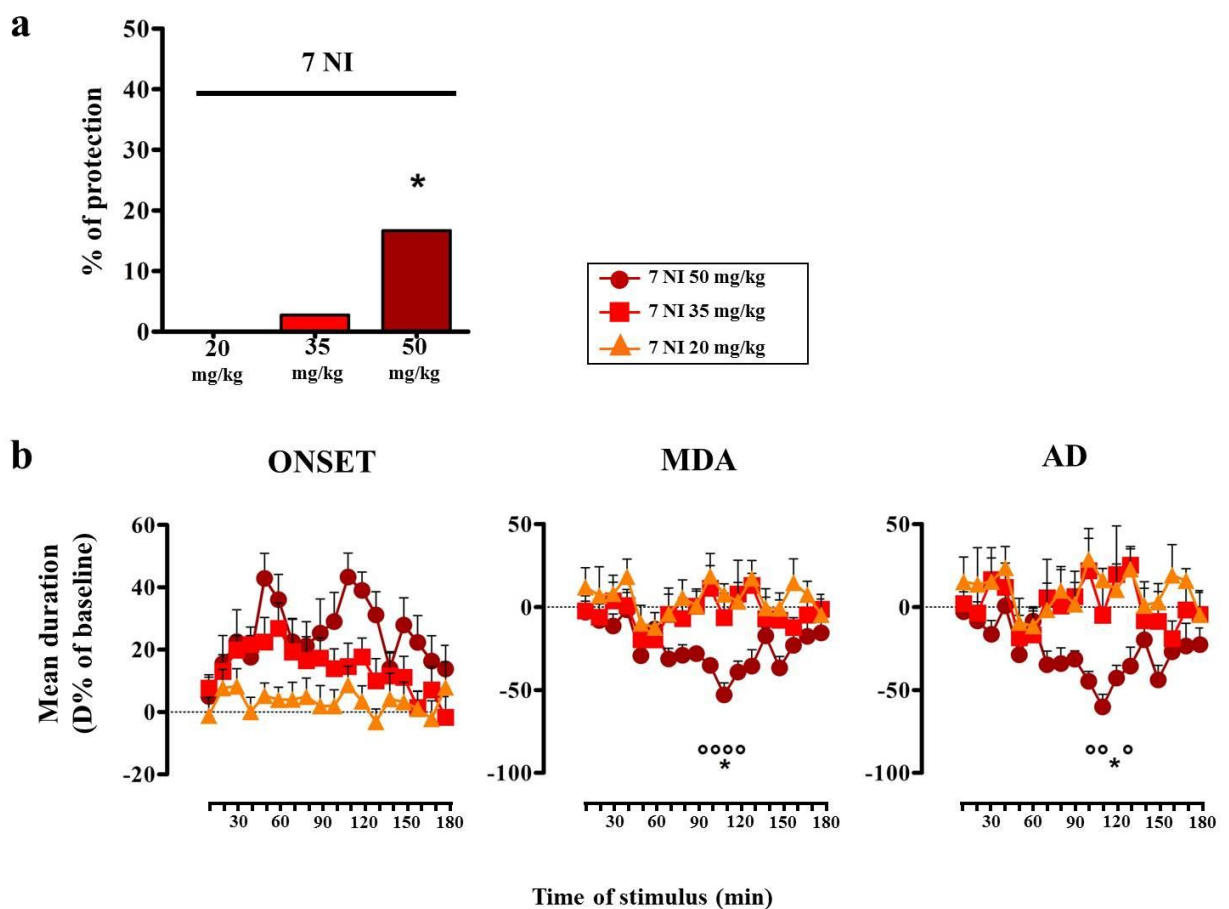 a
% of protection
50
40
30
20
10
0
7 NI
*
20 mg/kg
35 mg/kg
50 mg/kg
7 NI 50 mg/kg
7 NI 35 mg/kg
7 NI 20 mg/kg
b
ONSET
MDA
AD
Mean duration
(D% of baseline)
60
40
20
0
-20
30 60 90 120 150 180
50
0
-50
-100
*
30 60 90 120 150 180
50
0
-50
-100
*
30 60 90 120 150 180
Time of stimulus (min)